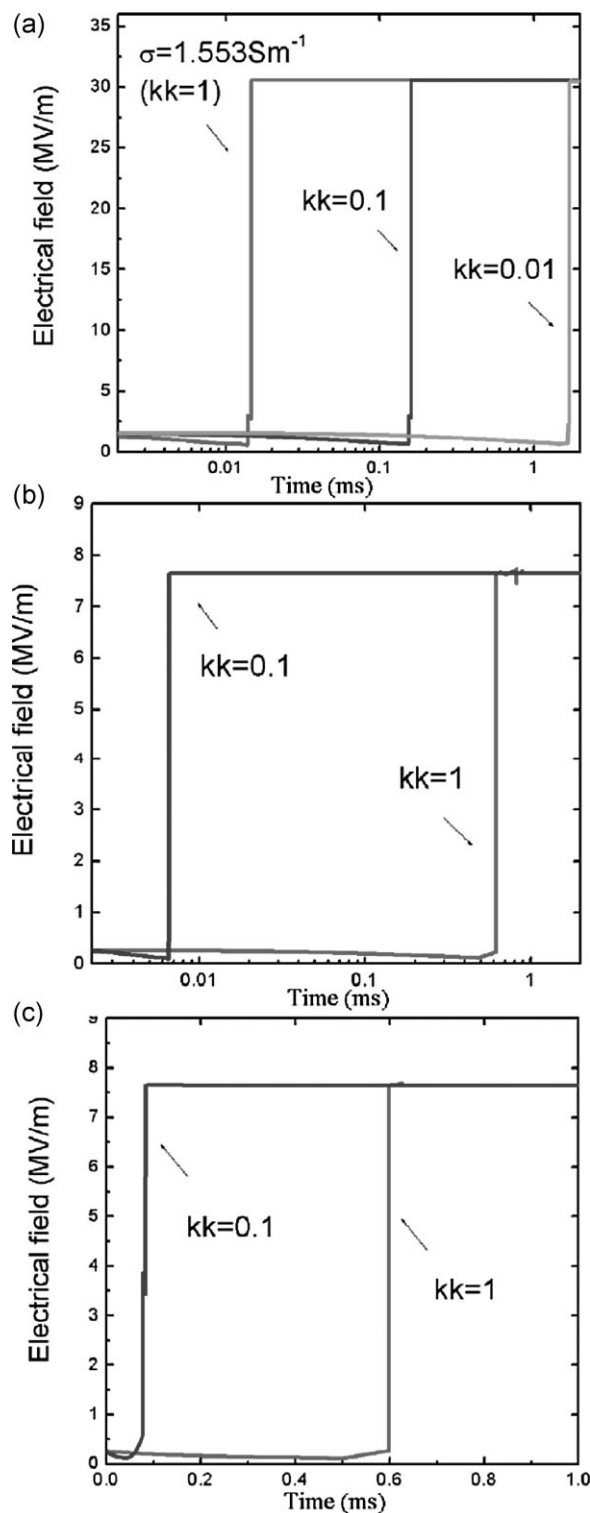 (a)
36
35
30
25
20
15
10
5
0
Electrical field (MV/m)
σ=1.553Sm⁻¹
(kk=1)
kk=0.1
kk=0.01
0.01
0.1
1
Time (ms)
(b)
9
8
7
6
5
4
3
2
1
0
Electrical field (MV/m)
kk=0.1
kk=1
0.01
0.1
1
Time (ms)
(c)
9
8
7
6
5
4
3
2
1
0
Electrical field (MV/m)
kk=0.1
kk=1
0.0
0.2
0.4
0.6
0.8
1.0
Time (ms)